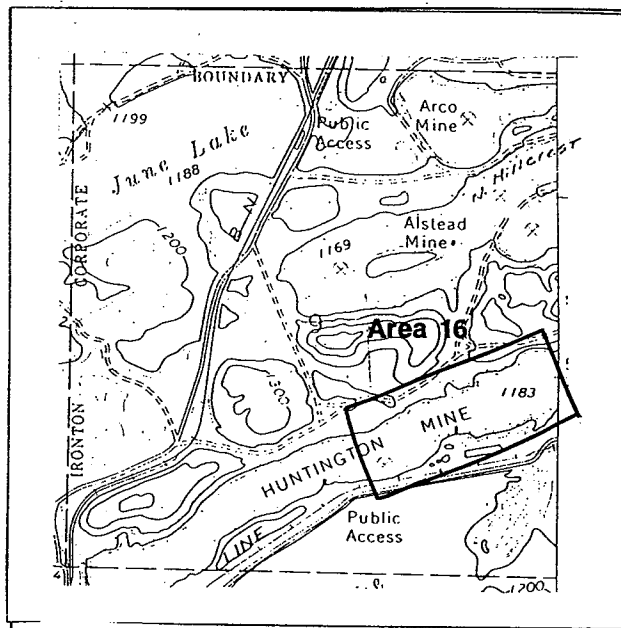 BOUNDARY
1199
Public
Access
Arco
Mine
June Lake
1188
N. Hillcrest
CORPORATE
1200
B N
Alstead
Mine
1169
Area 16
1300
1183
IRONTON
HUNTINGTON MINE
LINE
Public
Access
4
1200